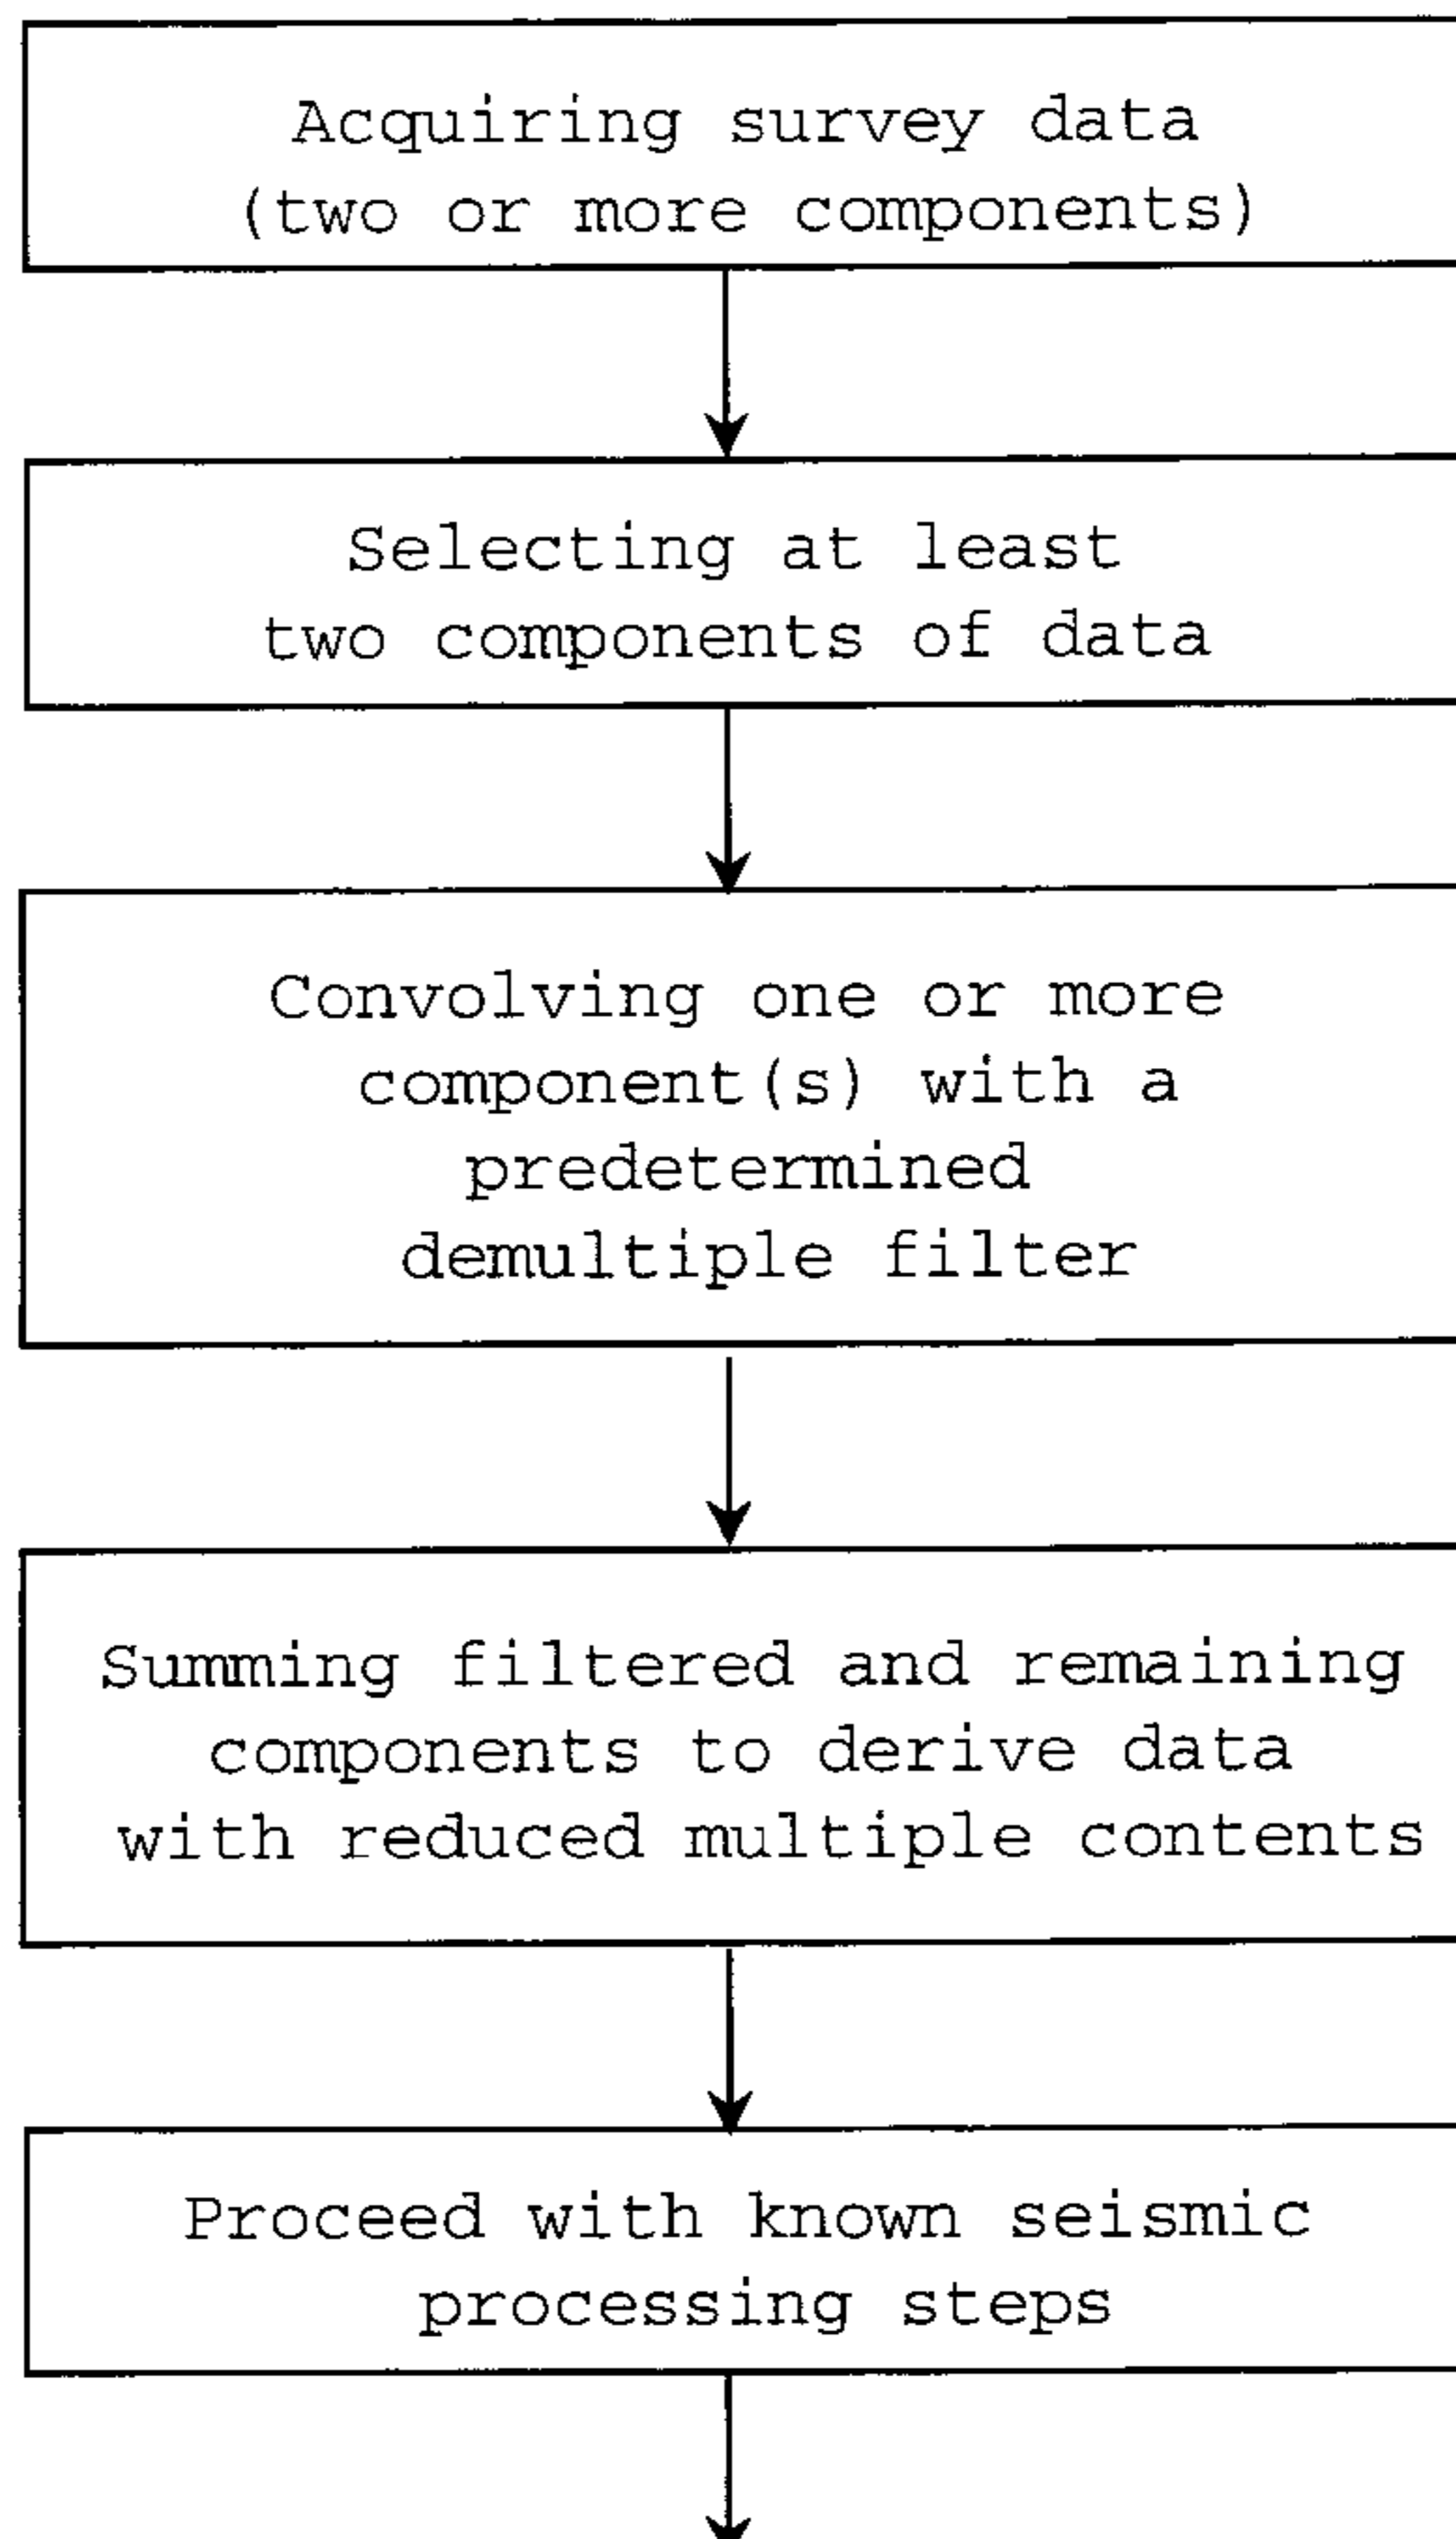 Acquiring survey data
(two or more components)
Selecting at least
two components of data
Convolving one or more
component(s) with a
predetermined
demultiple filter
Summing filtered and remaining
components to derive data
with reduced multiple contents
Proceed with known seismic
processing steps